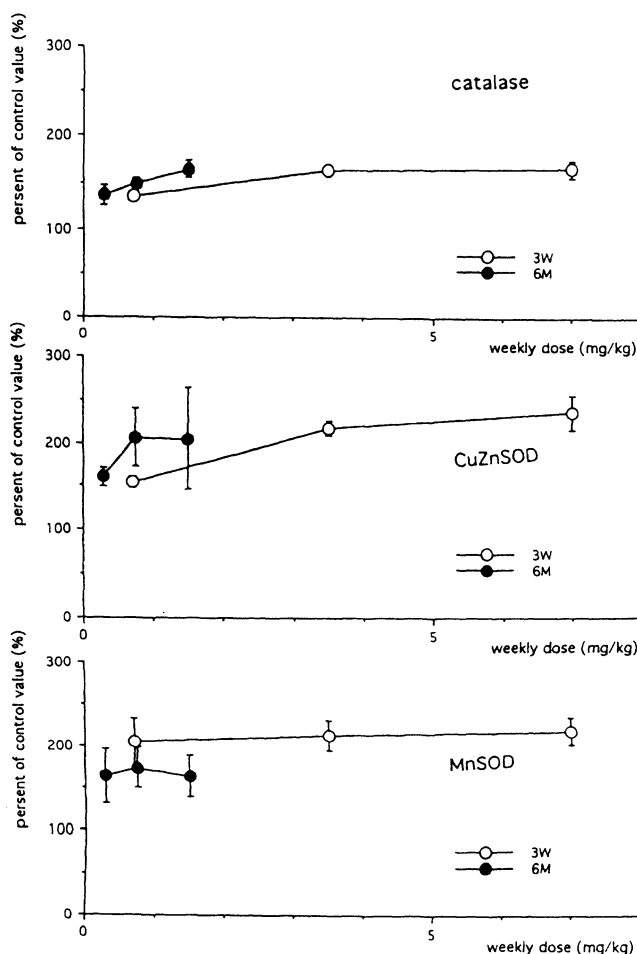 persent of control value (%)
300
200
100
0
catalase
3W
6M
0
5
weekly dose (mg/kg)
persent of control value (%)
300
200
100
0
CuZnSOD
3W
6M
0
5
weekly dose (mg/kg)
persent of control value (%)
300
200
100
0
MnSOD
3W
6M
0
5
weekly dose (mg/kg)